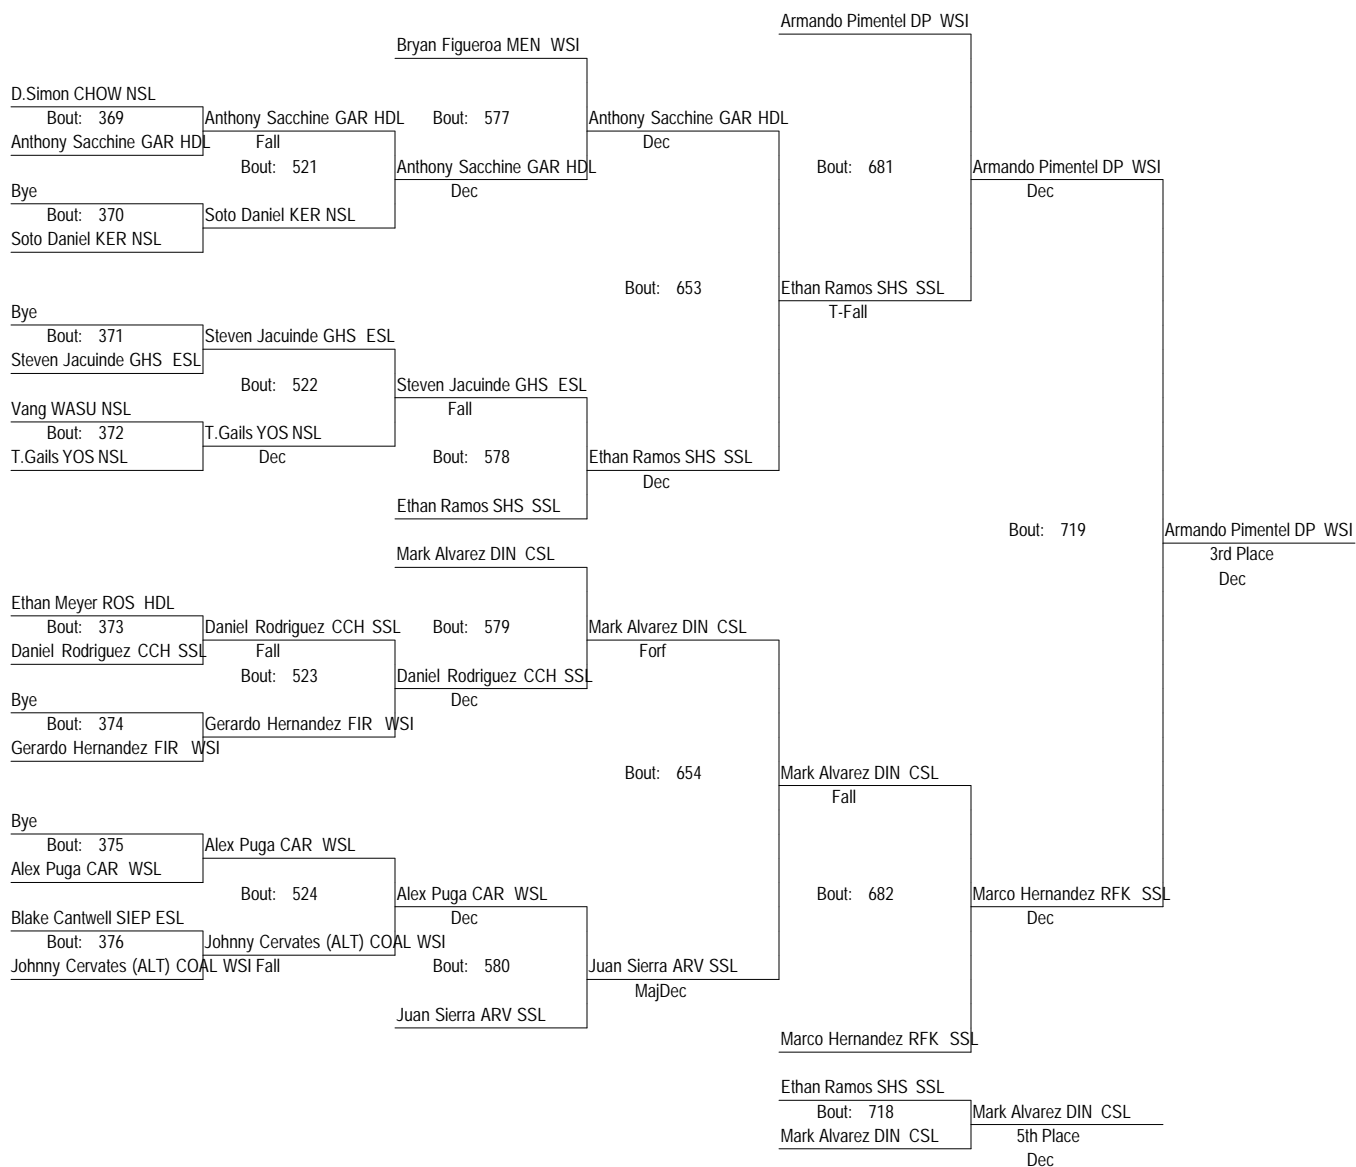 Armando Pimentel DP WSI
Bryan Figueroa MEN WSI
D.Simon CHOW NSL
Bout: 369
Anthony Sacchine GAR HDL
Bout: 577
Anthony Sacchine GAR HDL
Anthony Sacchine GAR HDL
Fall
Dec
Bout: 521
Anthony Sacchine GAR HDL
Bout: 681
Armando Pimentel DP WSI
Bye
Dec
Dec
Bout: 370
Soto Daniel KER NSL
Soto Daniel KER NSL
Bout: 653
Ethan Ramos SHS SSL
Bye
T-Fall
Bout: 371
Steven Jacuinde GHS ESL
Steven Jacuinde GHS ESL
Bout: 522
Steven Jacuinde GHS ESL
Vang WASU NSL
Fall
Bout: 372
T.Gails YOS NSL
T.Gails YOS NSL
Dec
Bout: 578
Ethan Ramos SHS SSL
Dec
Ethan Ramos SHS SSL
Bout: 719
Armando Pimentel DP WSI
Mark Alvarez DIN CSL
3rd Place
Dec
Ethan Meyer ROS HDL
Bout: 373
Daniel Rodriguez CCH SSL
Bout: 579
Mark Alvarez DIN CSL
Daniel Rodriguez CCH SSL
Fall
Forf
Bout: 523
Daniel Rodriguez CCH SSL
Bye
Dec
Bout: 374
Gerardo Hernandez FIR WSI
Gerardo Hernandez FIR WSI
Bout: 654
Mark Alvarez DIN CSL
Fall
Bye
Bout: 375
Alex Puga CAR WSL
Alex Puga CAR WSL
Bout: 524
Alex Puga CAR WSL
Bout: 682
Marco Hernandez RFK SSL
Blake Cantwell SIEP ESL
Dec
Dec
Bout: 376
Johnny Cervates (ALT) COAL WSI
Johnny Cervates (ALT) COAL WSI
Fall
Bout: 580
Juan Sierra ARV SSL
MajDec
Juan Sierra ARV SSL
Marco Hernandez RFK SSL
Ethan Ramos SHS SSL
Bout: 718
Mark Alvarez DIN CSL
Mark Alvarez DIN CSL
5th Place
Dec